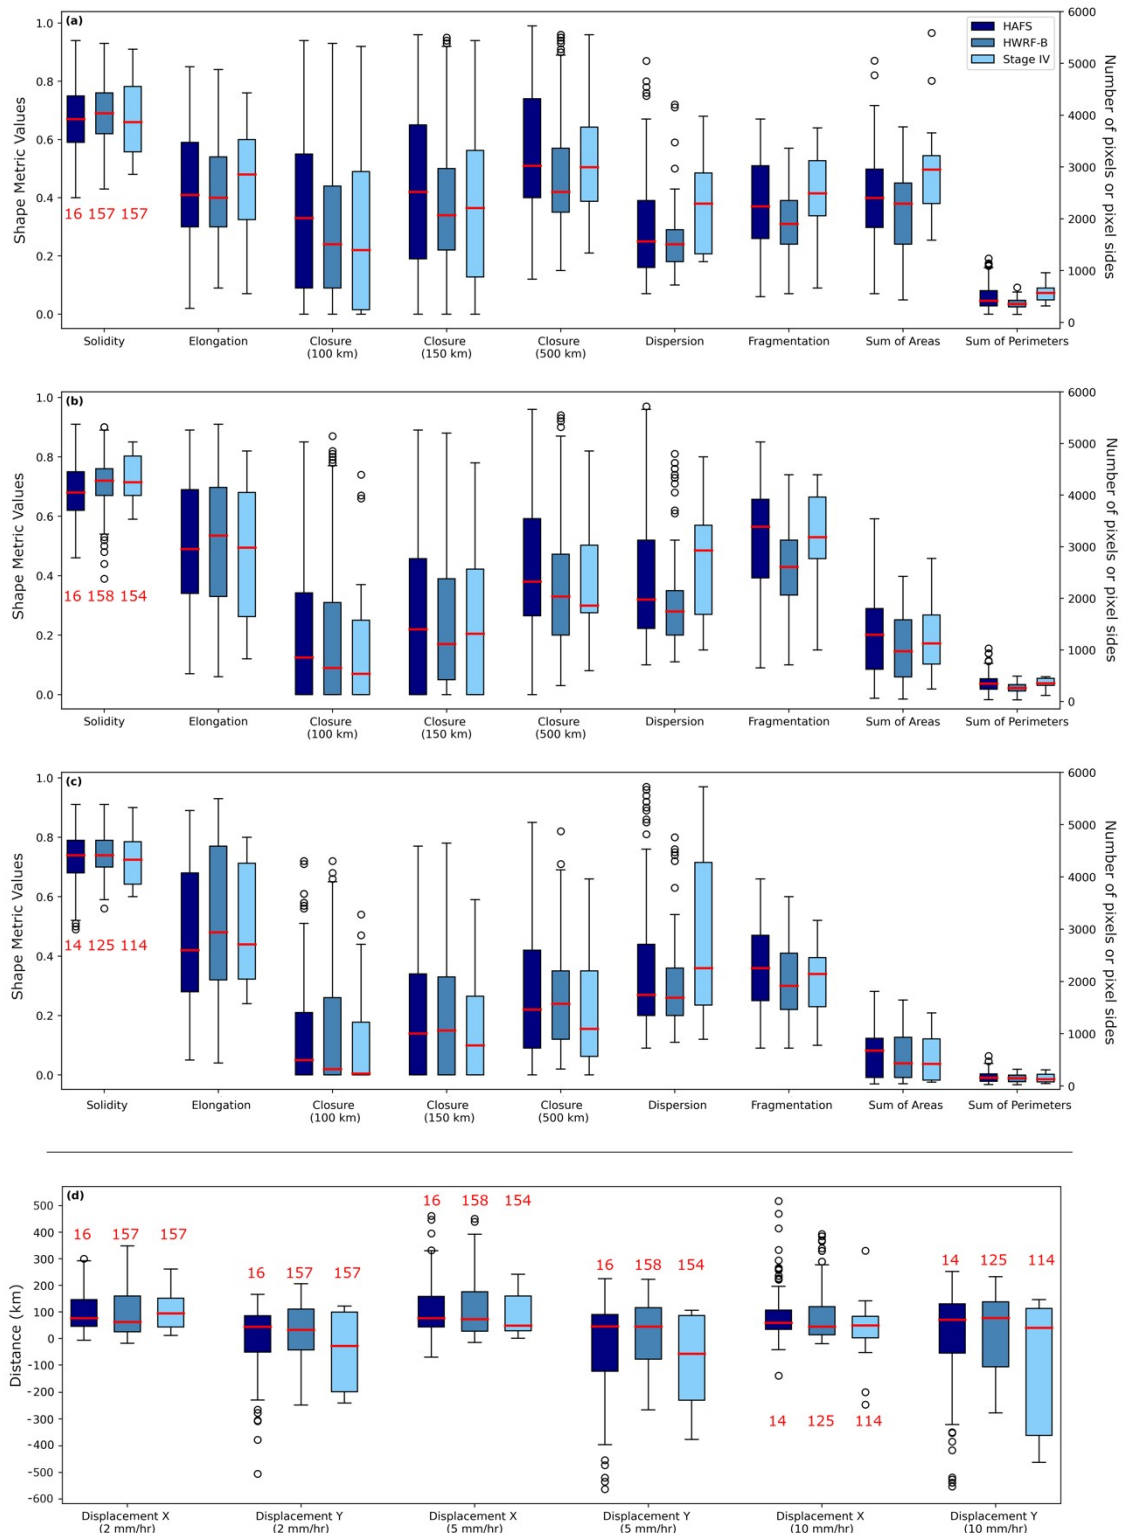 (a)
HAFS
HWRF-B
Stage IV
Shape Metric Values
1.0
0.8
0.6
0.4
0.2
0.0
16 157 157
6000
5000
4000
3000
2000
1000
0
Number of pixels or pixel sides
Solidity
Elongation
Closure
(100 km)
Closure
(150 km)
Closure
(500 km)
Dispersion
Fragmentation
Sum of Areas
Sum of Perimeters
(b)
Shape Metric Values
1.0
0.8
0.6
0.4
0.2
0.0
16 158 154
6000
5000
4000
3000
2000
1000
0
Number of pixels or pixel sides
Solidity
Elongation
Closure
(100 km)
Closure
(150 km)
Closure
(500 km)
Dispersion
Fragmentation
Sum of Areas
Sum of Perimeters
(c)
Shape Metric Values
1.0
0.8
0.6
0.4
0.2
0.0
14 125 114
6000
5000
4000
3000
2000
1000
0
Number of pixels or pixel sides
Solidity
Elongation
Closure
(100 km)
Closure
(150 km)
Closure
(500 km)
Dispersion
Fragmentation
Sum of Areas
Sum of Perimeters
(d)
Distance (km)
500
400
300
200
100
0
-100
-200
-300
-400
-500
-600
16 157 157
16 157 157
16 158 154
16 158 154
14 125 114
14 125 114
Displacement X
(2 mm/hr)
Displacement Y
(2 mm/hr)
Displacement X
(5 mm/hr)
Displacement Y
(5 mm/hr)
Displacement X
(10 mm/hr)
Displacement Y
(10 mm/hr)